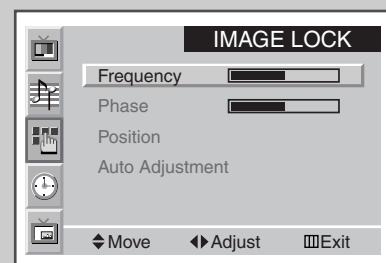 IMAGE LOCK
Frequency
Phase
Position
Auto Adjustment
Move Adjust Exit